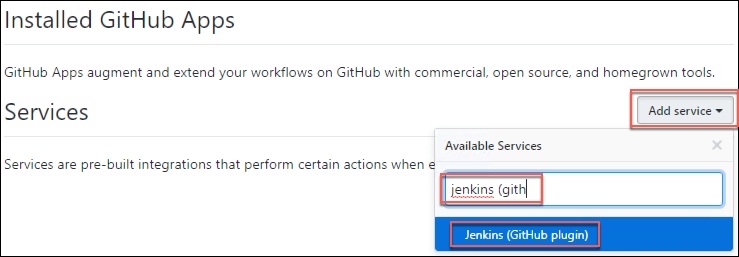 Installed GitHub Apps
GitHub Apps augment and extend your workflows on GitHub with commercial, open source, and homegrown tools.
Services
Add service
Available Services
Services are pre-built integrations that perform certain actions when e
jenkins (gith
Jenkins (GitHub plugin)